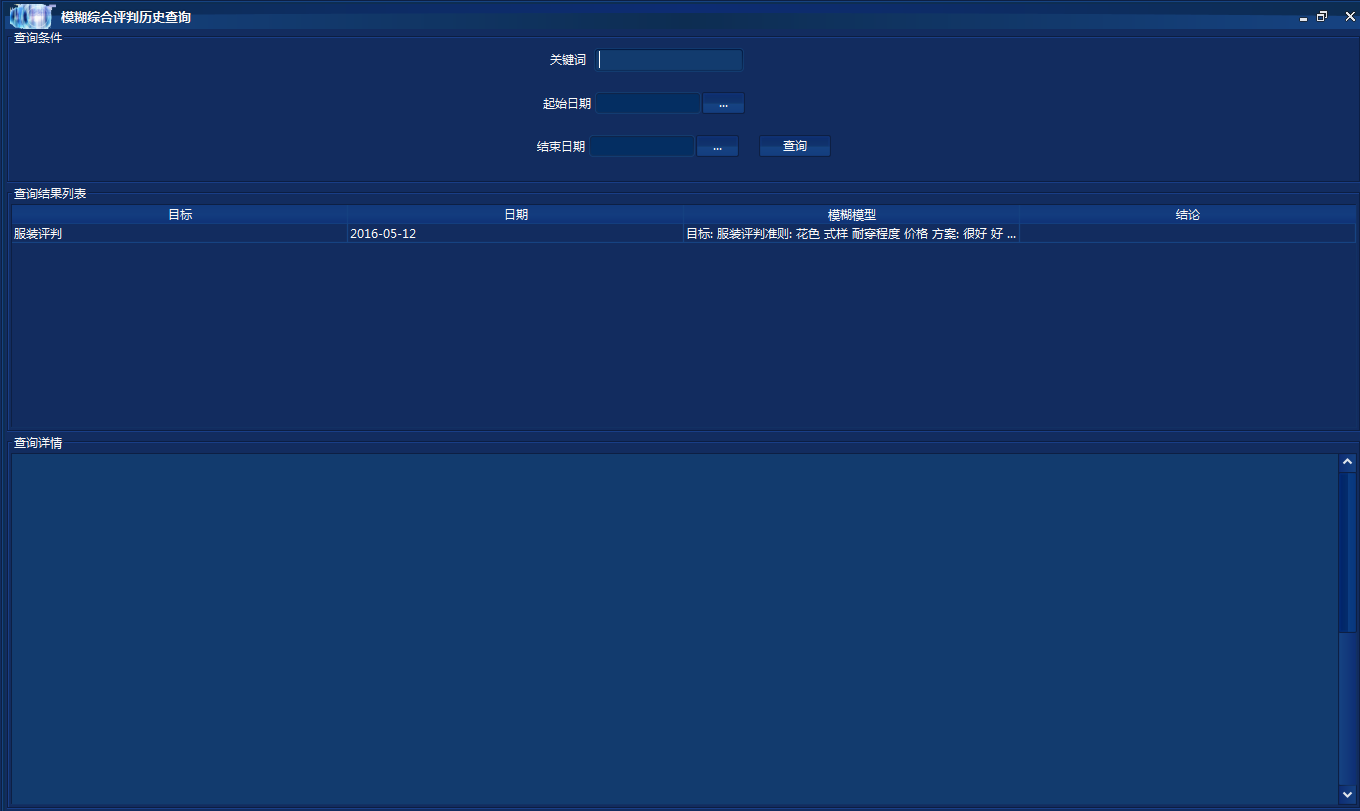 模糊综合评判历史查询
查询条件
关键词
起始日期 ...
结束日期 ... 查询
查询结果列表
目标 日期 模糊模型 结论
服装评判 2016-05-12 目标: 服装评判准则: 花色 式样 耐穿程度 价格 方案: 很好 好 ...
查询详情